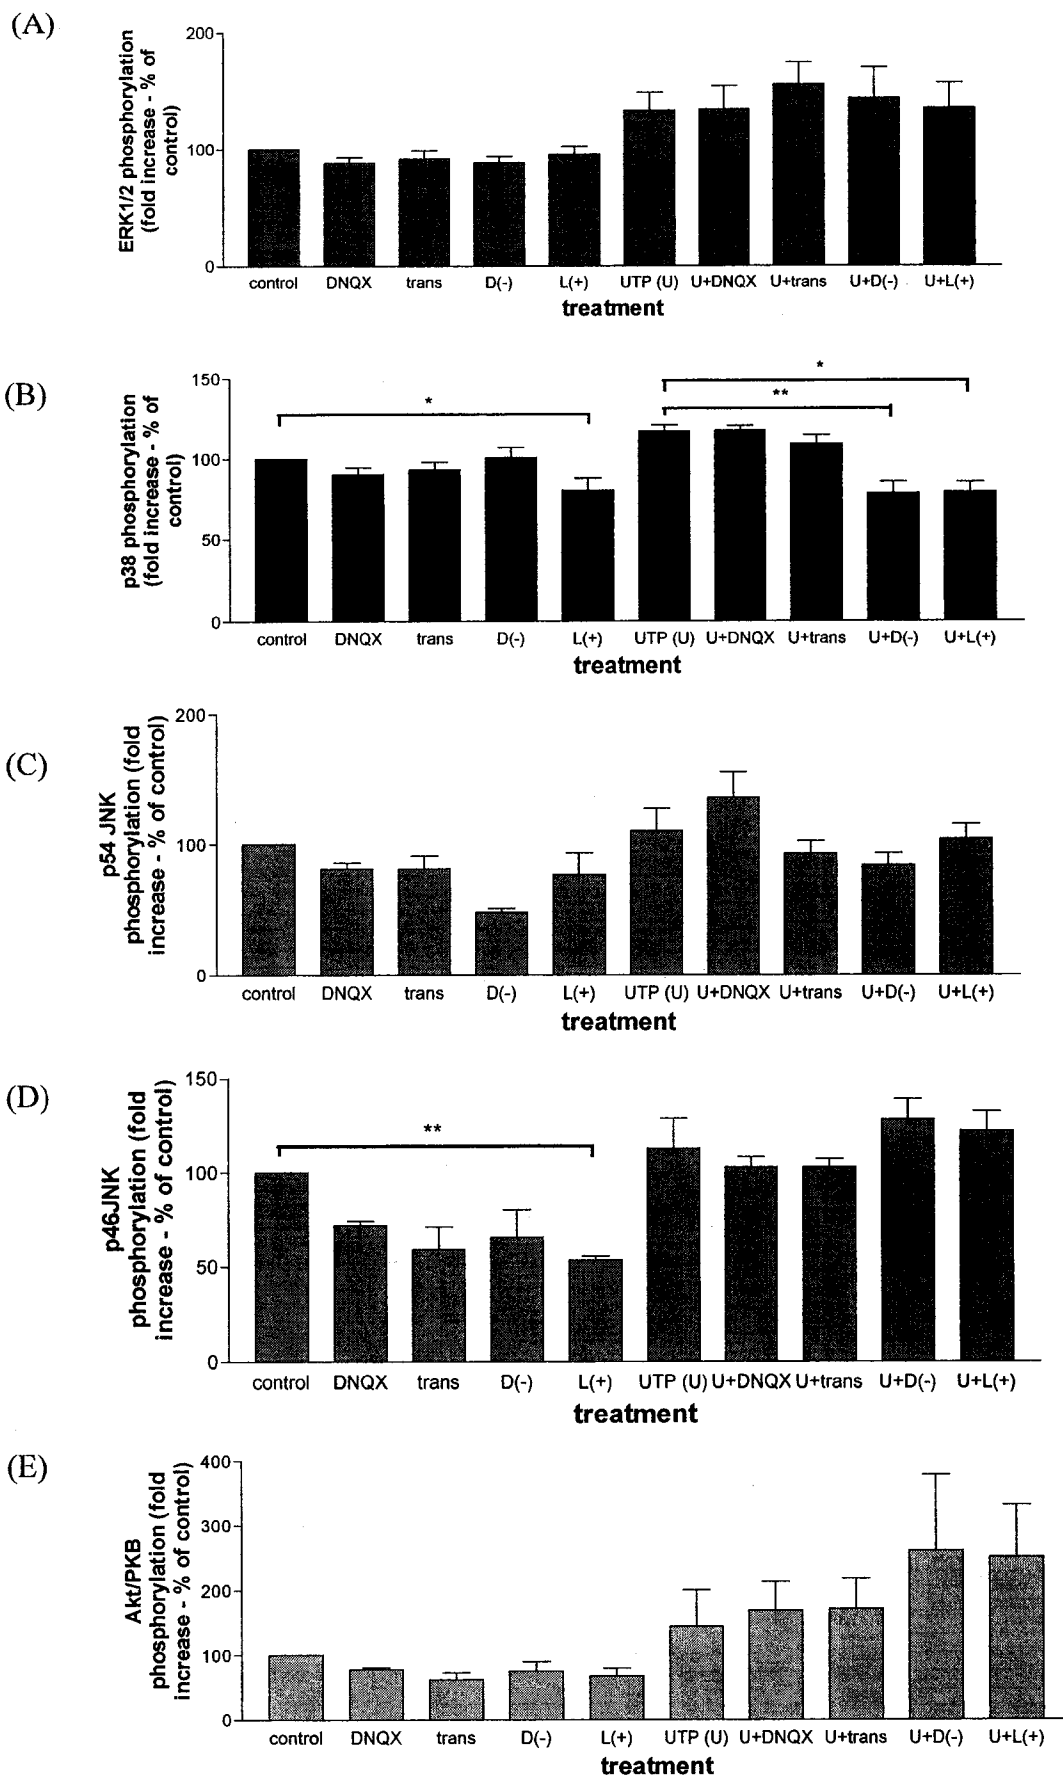 (A)
ERK1/2 phosphorylation
(fold increase - % of
control)
200
100
0
control DNQX trans D(-) L(+) UTP (U) U+DNQX U+trans U+D(-) U+L(+)
treatment
(B)
p38 phosphorylation
(fold increase - % of
control)
150
100
50
0
*
*
**
control DNQX trans D(-) L(+) UTP (U) U+DNQX U+trans U+D(-) U+L(+)
treatment
(C)
p54 JNK
phosphorylation (fold
increase - % of control)
200
100
0
control DNQX trans D(-) L(+) UTP (U) U+DNQX U+trans U+D(-) U+L(+)
treatment
(D)
p46JNK
phosphorylation (fold
increase - % of control)
150
100
50
0
**
control DNQX trans D(-) L(+) UTP (U) U+DNQX U+trans U+D(-) U+L(+)
treatment
(E)
Akt/PKB
phosphorylation (fold
increase - % of control)
400
300
200
100
0
control DNQX trans D(-) L(+) UTP (U) U+DNQX U+trans U+D(-) U+L(+)
treatment